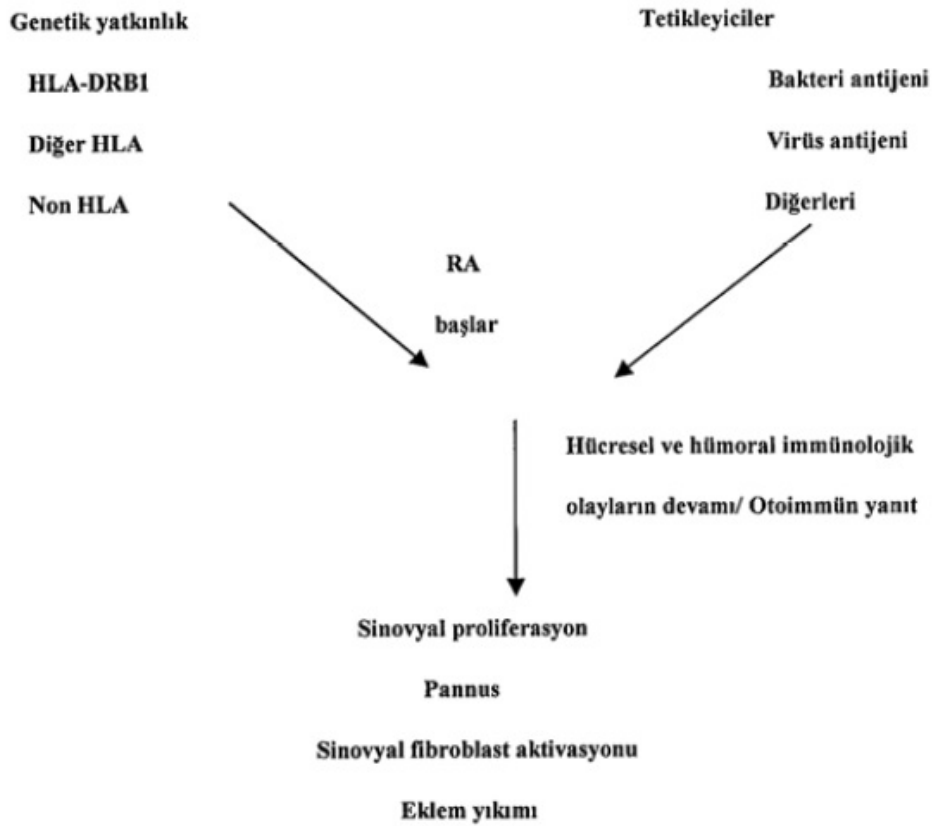 Genetik yatkınlık
HLA-DRB1
Diğer HLA
Non HLA
Tetikleyiciler
Bakteri antijeni
Virüs antijeni
Diğerleri
RA
başlar
Hücresel ve hümoral immünolojik
olayların devamı/ Otoimmün yanıt
Sinovyal proliferasyon
Pannus
Sinovyal fibroblast aktivasyonu
Eklem yıkımı